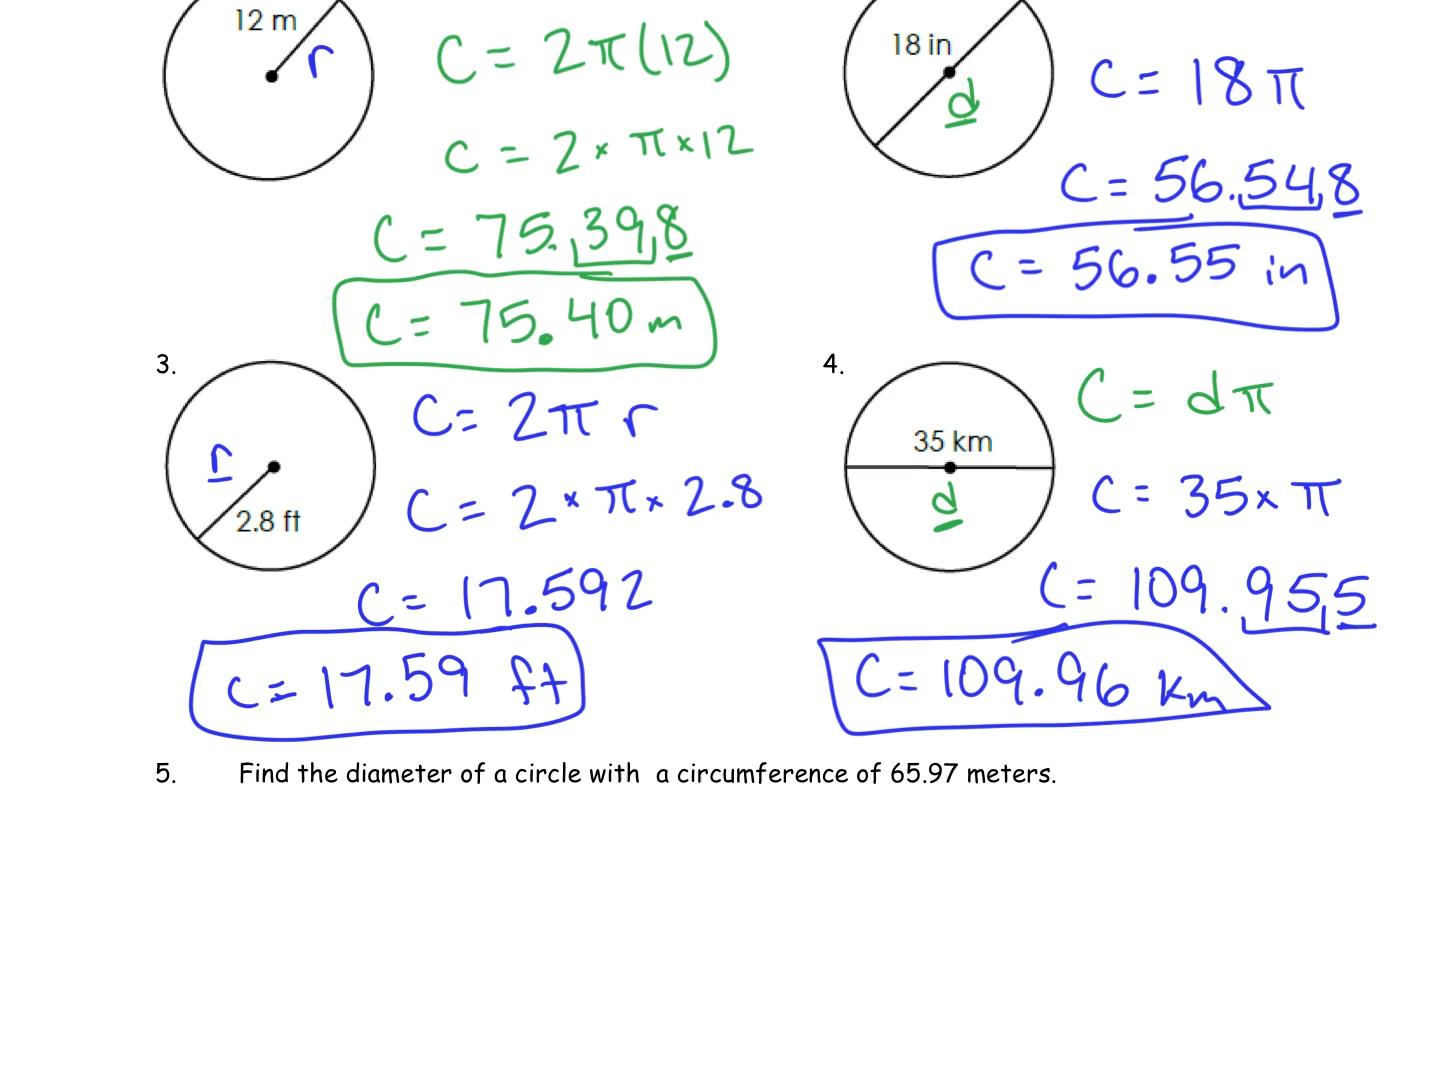 12 m
r
C = 2π(12)
C = 2 × π × 12
C = 75.398
C = 75.40 m
18 in
d
C = 18π
C = 56.548
C = 56.55 in
3.
r
2.8 ft
C = 2π r
C = 2 × π × 2.8
C = 17.592
C = 17.59 ft
4.
35 km
d
C = dπ
C = 35 × π
C = 109.955
C = 109.96 km
5. Find the diameter of a circle with a circumference of 65.97 meters.